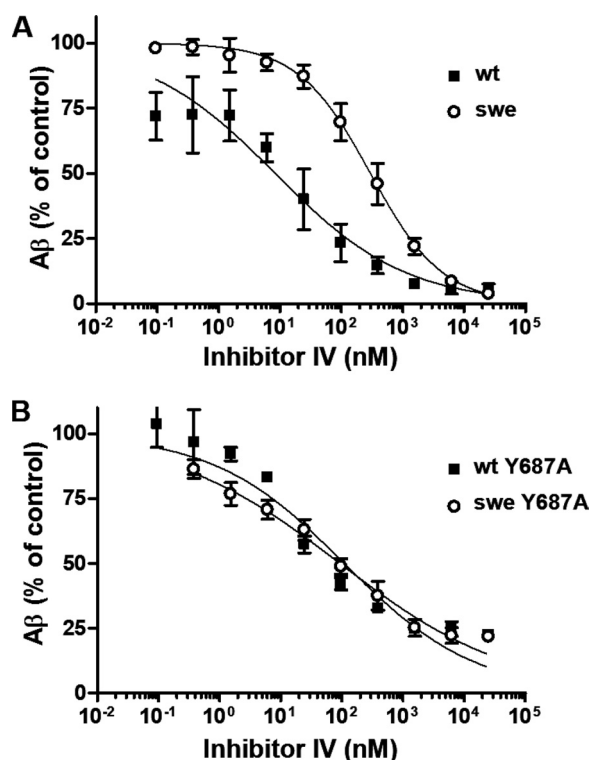 A
100
75
50
25
0
Aβ (% of control)
wt
swe
10⁻² 10⁻¹ 10⁰ 10¹ 10² 10³ 10⁴ 10⁵
Inhibitor IV (nM)
B
100
75
50
25
0
Aβ (% of control)
wt Y687A
swe Y687A
10⁻² 10⁻¹ 10⁰ 10¹ 10² 10³ 10⁴ 10⁵
Inhibitor IV (nM)